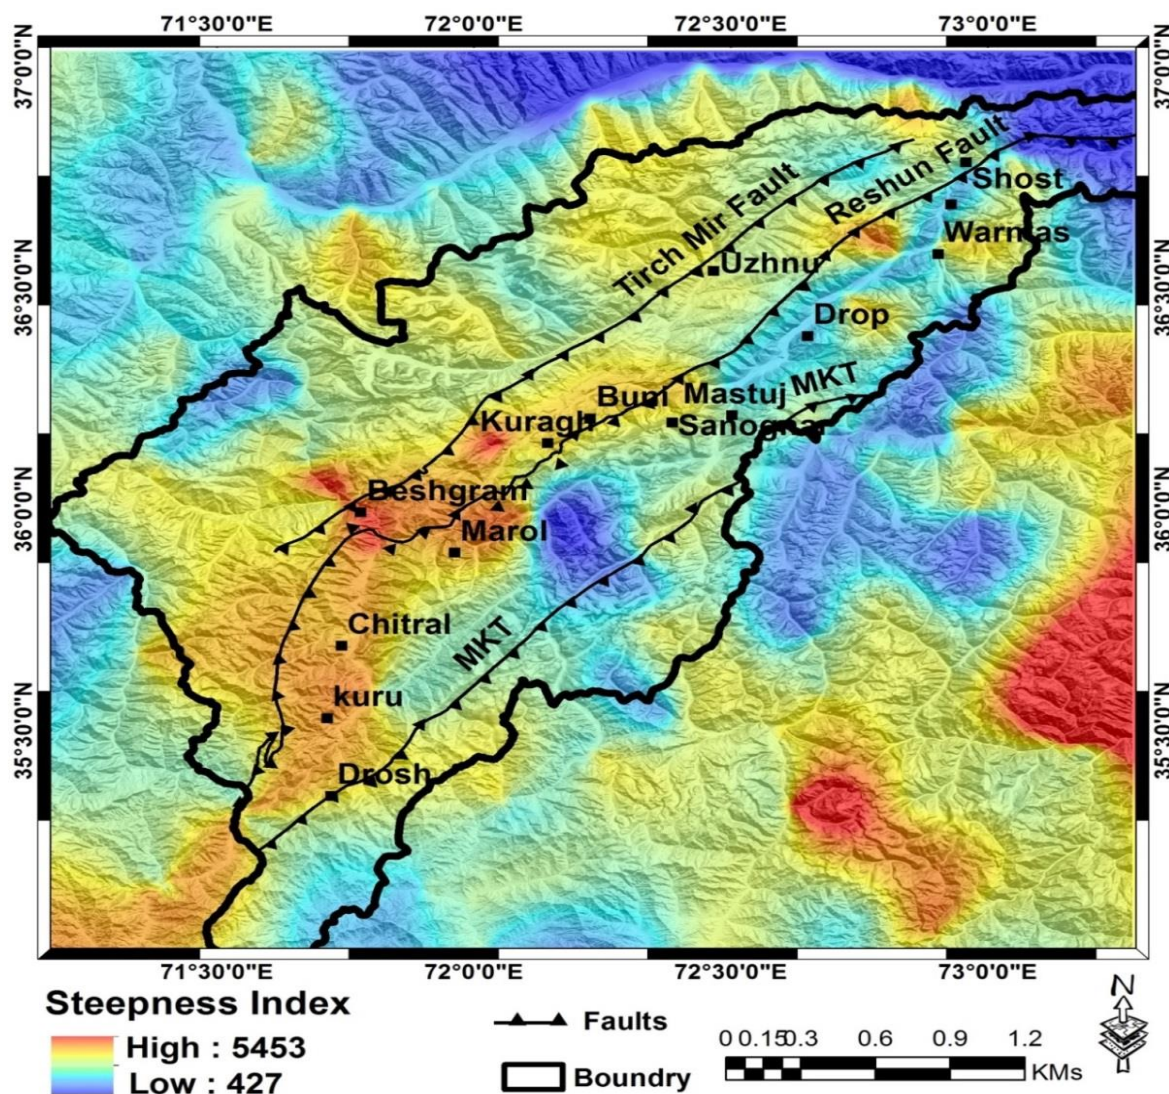 71°30'0"E 72°0'0"E 72°30'0"E 73°0'0"E
37°0'0"N
37°0'0"N
Reshun Fault
Shost
Tirch Mir Fault
Warntas
Uzhnu
36°30'0"N
36°30'0"N
Drop
MKT
Buni Mastuj
Kuragh Sanoghar
Beshgram
36°0'0"N
36°0'0"N
Marol
Chitral
MKT
kuru
35°30'0"N
35°30'0"N
Drosh
71°30'0"E 72°0'0"E 72°30'0"E 73°0'0"E
Steepness Index
High : 5453
Low : 427
Faults
Boundry
0 0.15 0.3 0.6 0.9 1.2
KMs
N